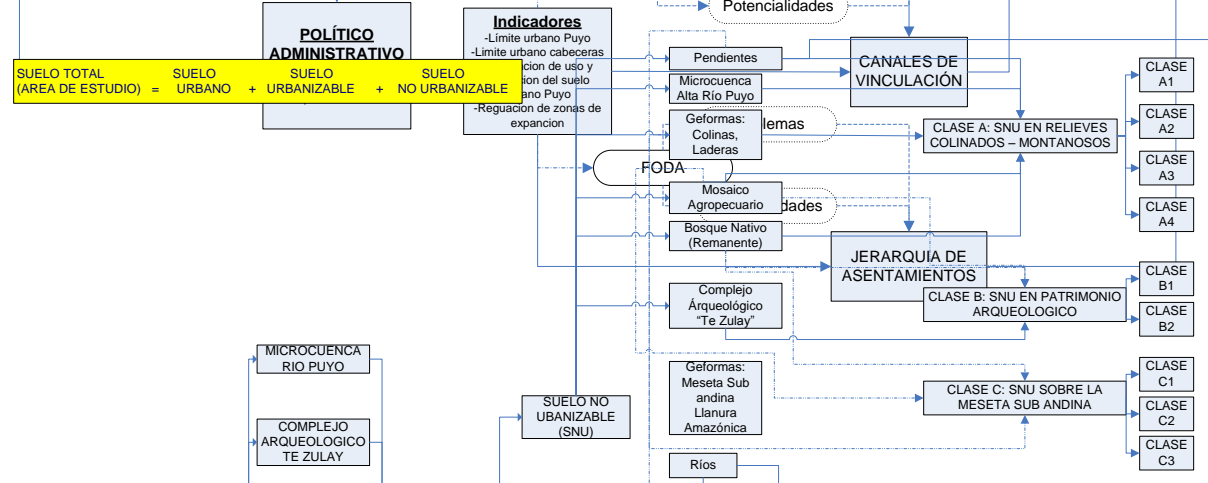 Potencialidades
POLÍTICO
ADMINISTRATIVO
Indicadores
-Límite urbano Puyo
-Limite urbano cabeceras
de uso y
del suelo
Puyo
-Reguacion de zonas de
expancion
SUELO TOTAL
(AREA DE ESTUDIO) =
SUELO
URBANO +
SUELO
URBANIZABLE +
SUELO
NO URBANIZABLE
FODA
Pendientes
Microcuenca
Alta Río Puyo
Geformas:
Colinas,
Laderas
Mosaico
Agropecuario
Bosque Nativo
(Remanente)
Complejo
Árqueológico
“Te Zulay”
Geformas:
Meseta Sub
andina
Llanura
Amazónica
Ríos
CANALES DE
VINCULACIÓN
JERARQUIA DE
ASENTAMIENTOS
CLASE A: SNU EN RELIEVES
COLINADOS – MONTANOSOS
CLASE B: SNU EN PATRIMONIO
ARQUEOLOGICO
CLASE C: SNU SOBRE LA
MESETA SUB ANDINA
CLASE
A1
CLASE
A2
CLASE
A3
CLASE
A4
CLASE
B1
CLASE
B2
CLASE
C1
CLASE
C2
CLASE
C3
MICROCUENCA
RIO PUYO
COMPLEJO
ARQUEOLOGICO
TE ZULAY
SUELO NO
UBANIZABLE
(SNU)